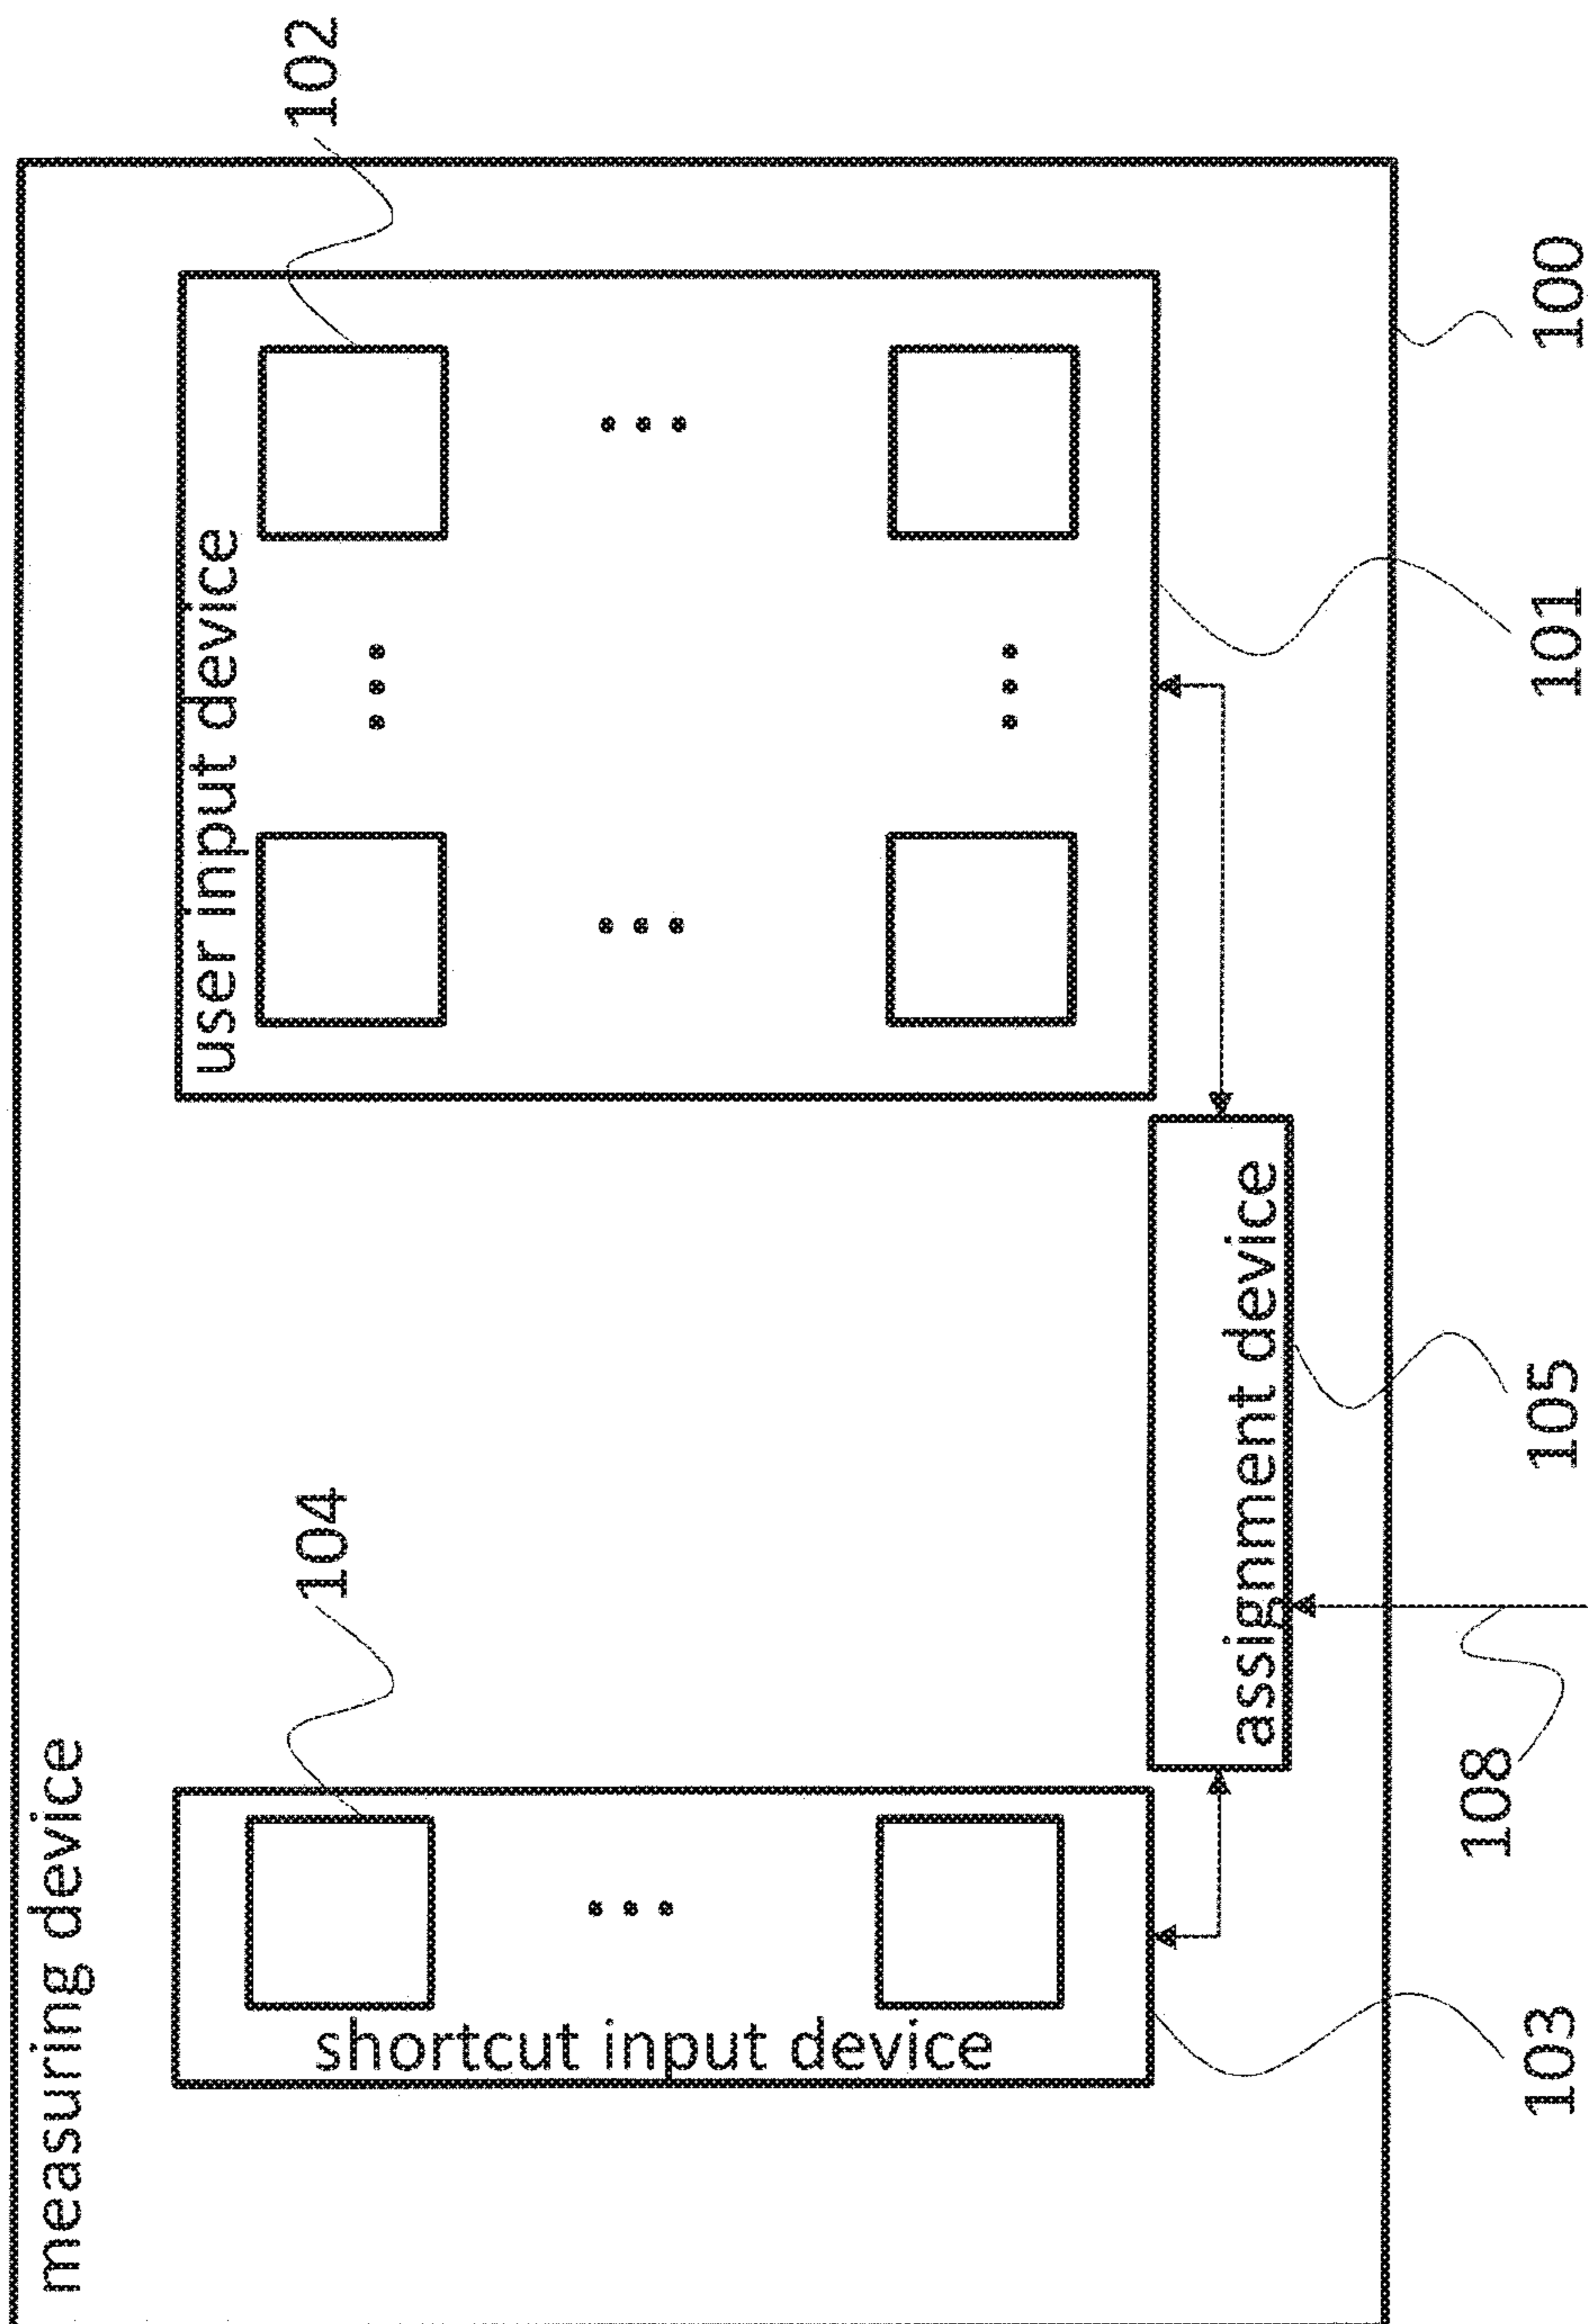 measuring device
102
user input device
104
shortcut input device
assignment device
108
103
105
101
100